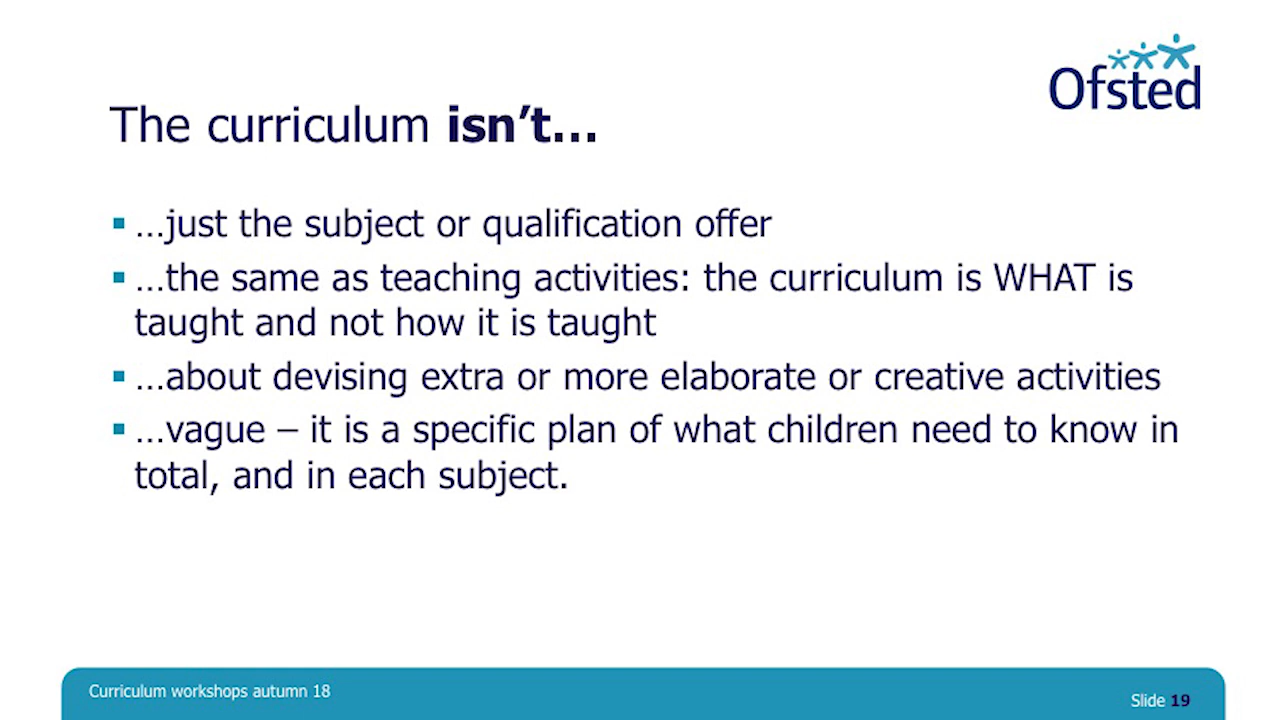 Ofsted
The curriculum isn’t…
…just the subject or qualification offer
…the same as teaching activities: the curriculum is WHAT is
taught and not how it is taught
…about devising extra or more elaborate or creative activities
…vague – it is a specific plan of what children need to know in
total, and in each subject.
Curriculum workshops autumn 18
Slide 19